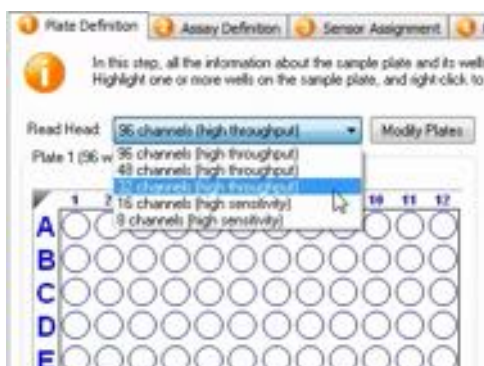 Plate Definition Assay Definition Sensor Assignment
In this step, all the information about the sample plate and its wells
Highlight one or more wells on the sample plate, and right-click to
Read Head: 96 channels (high throughput) Modify Plates
Plate 1 (96 w
96 channels (high throughput)
48 channels (high throughput)
32 channels (high throughput)
16 channels (high sensitivity)
8 channels (high sensitivity)
1 10 11 12
A
B
C
D
E